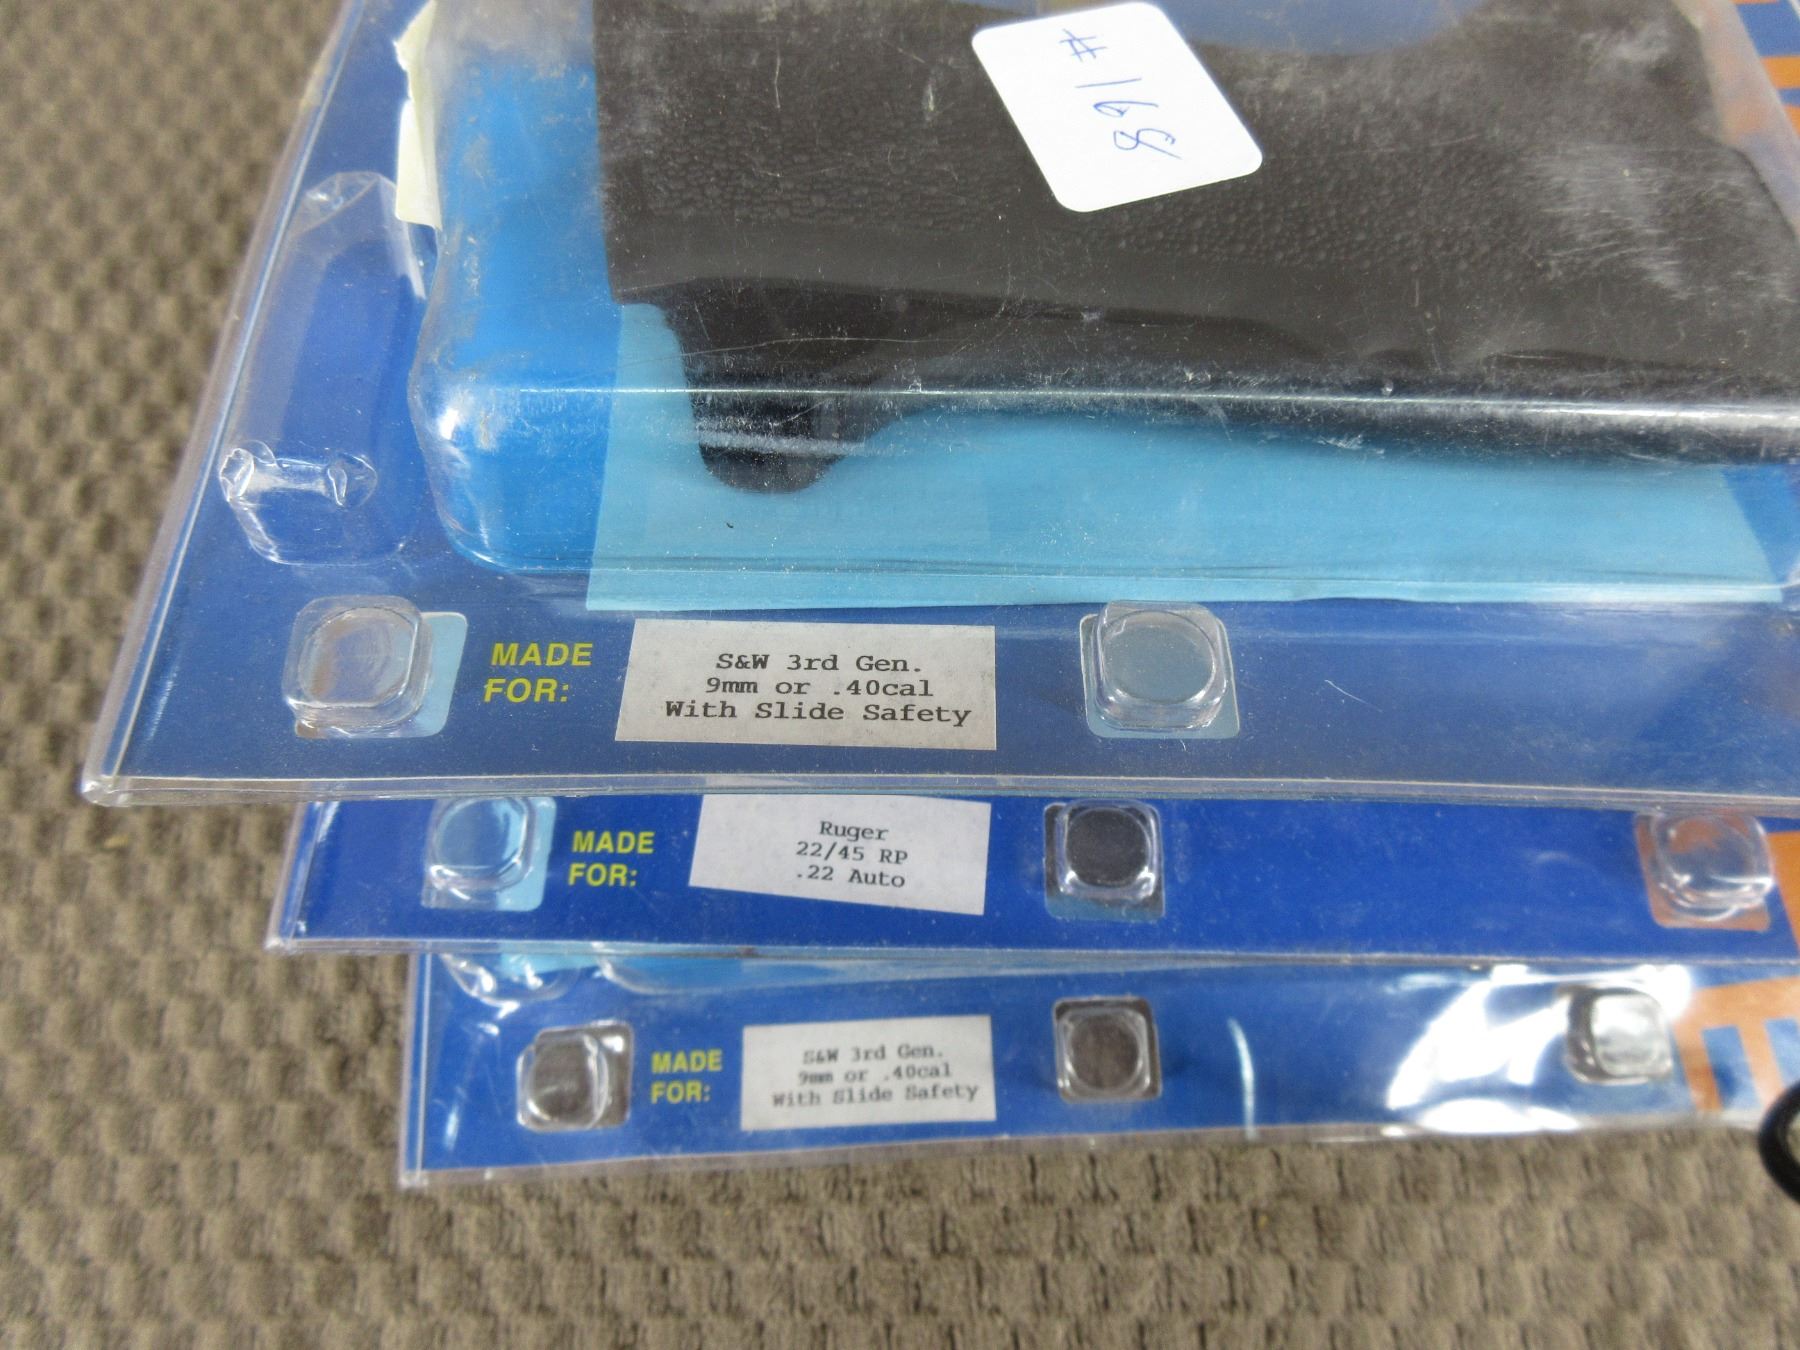 #168
MADE
FOR:
S&W 3rd Gen.
9mm or .40cal
With Slide Safety
MADE
FOR:
Ruger
22/45 RP
.22 Auto
MADE
FOR:
S&W 3rd Gen.
9mm or .40cal
With Slide Safety